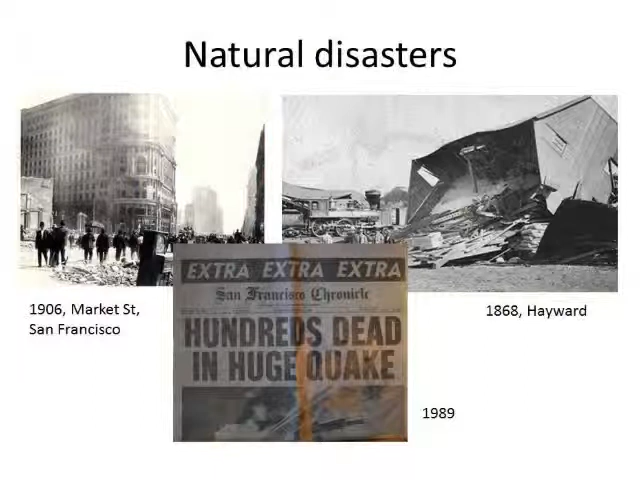 Natural disasters
1906, Market St,
San Francisco
1868, Hayward
EXTRA EXTRA EXTRA
San Francisco Chronicle
HUNDREDS DEAD
IN HUGE QUAKE
1989